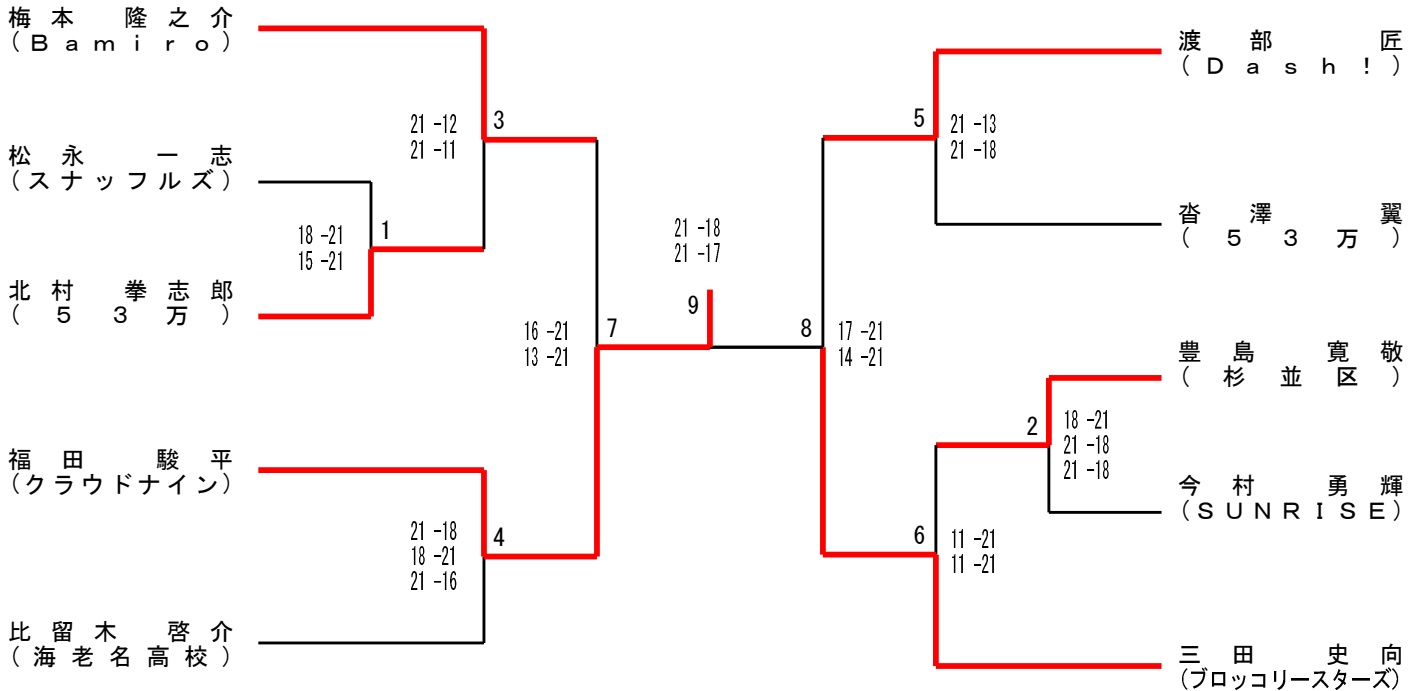 梅本 隆之介
(Bamiro)
松永 一志
(スナッフルズ)
北村 拳志郎
(53万)
福田 駿平
(クラウドナイン)
比留木 啓介
(海老名高校)
3
21 -12
21 -11
1
18 -21
15 -21
7
16 -21
13 -21
4
21 -18
18 -21
21 -16
21 -18
21 -17
9
8
17 -21
14 -21
5
21 -13
21 -18
2
18 -21
21 -18
21 -18
6
11 -21
11 -21
渡部 匠
(Dash!)
沓澤 翼
(53万)
豊島 寛敬
(杉並区)
今村 勇輝
(SUNRISE)
三田 史向
(ブロッコリースターズ)